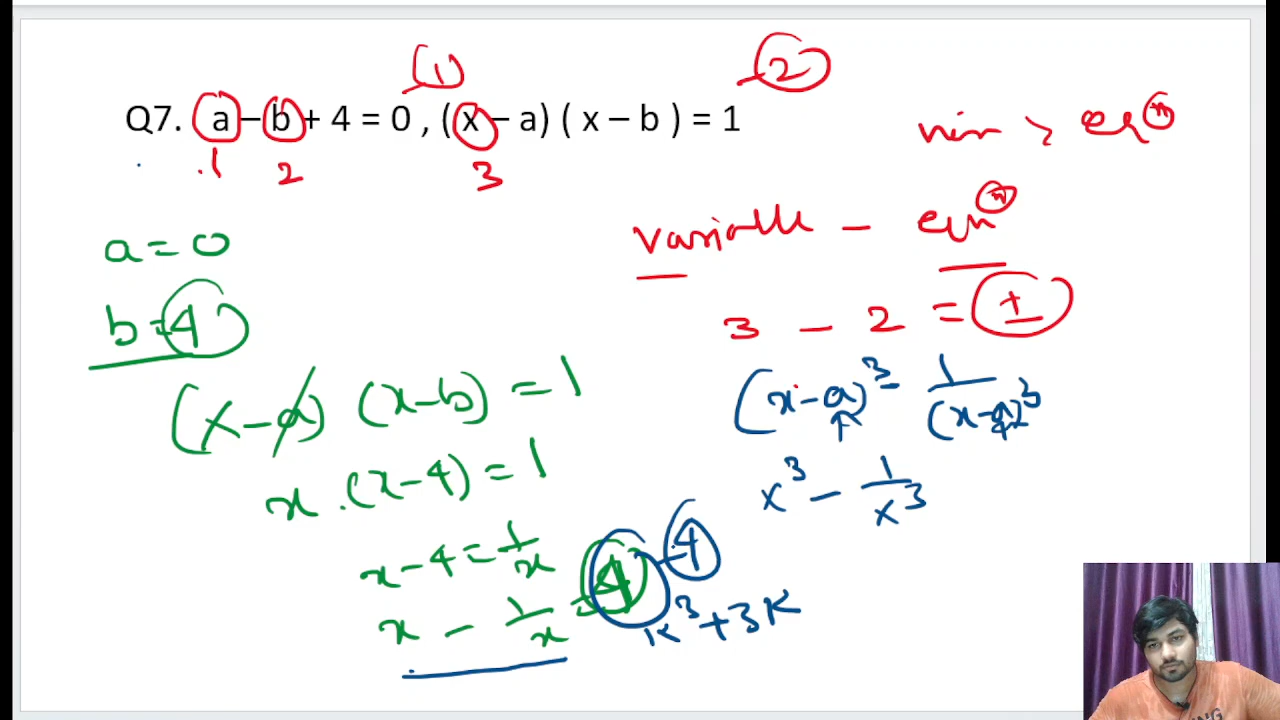 (1)
2
Q7. a – b + 4 = 0 , ( x – a) ( x – b ) = 1
1 2 3
variable – eqn
a = 0
3 – 2 = 1
b = 4
(x-a) (x-b) = 1
(x-a)³ 1/(x-a)³
x . (x-4) = 1
x³ - 1/x³
x-4 = 1/x
4
x - 1/x = 4
k³ + 3k